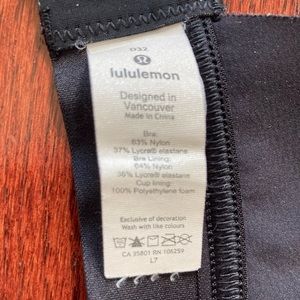 D32
lululemon
Designed in
Vancouver
Made in China
Bra:
63% Nylon
37% Lycra® elastane
Bra Lining:
64% Nylon
36% Lycra® elastane
Cup lining:
100% Polyethylene foam
Exclusive of decoration
Wash with like colours
CA 35801 RN 106259
L7